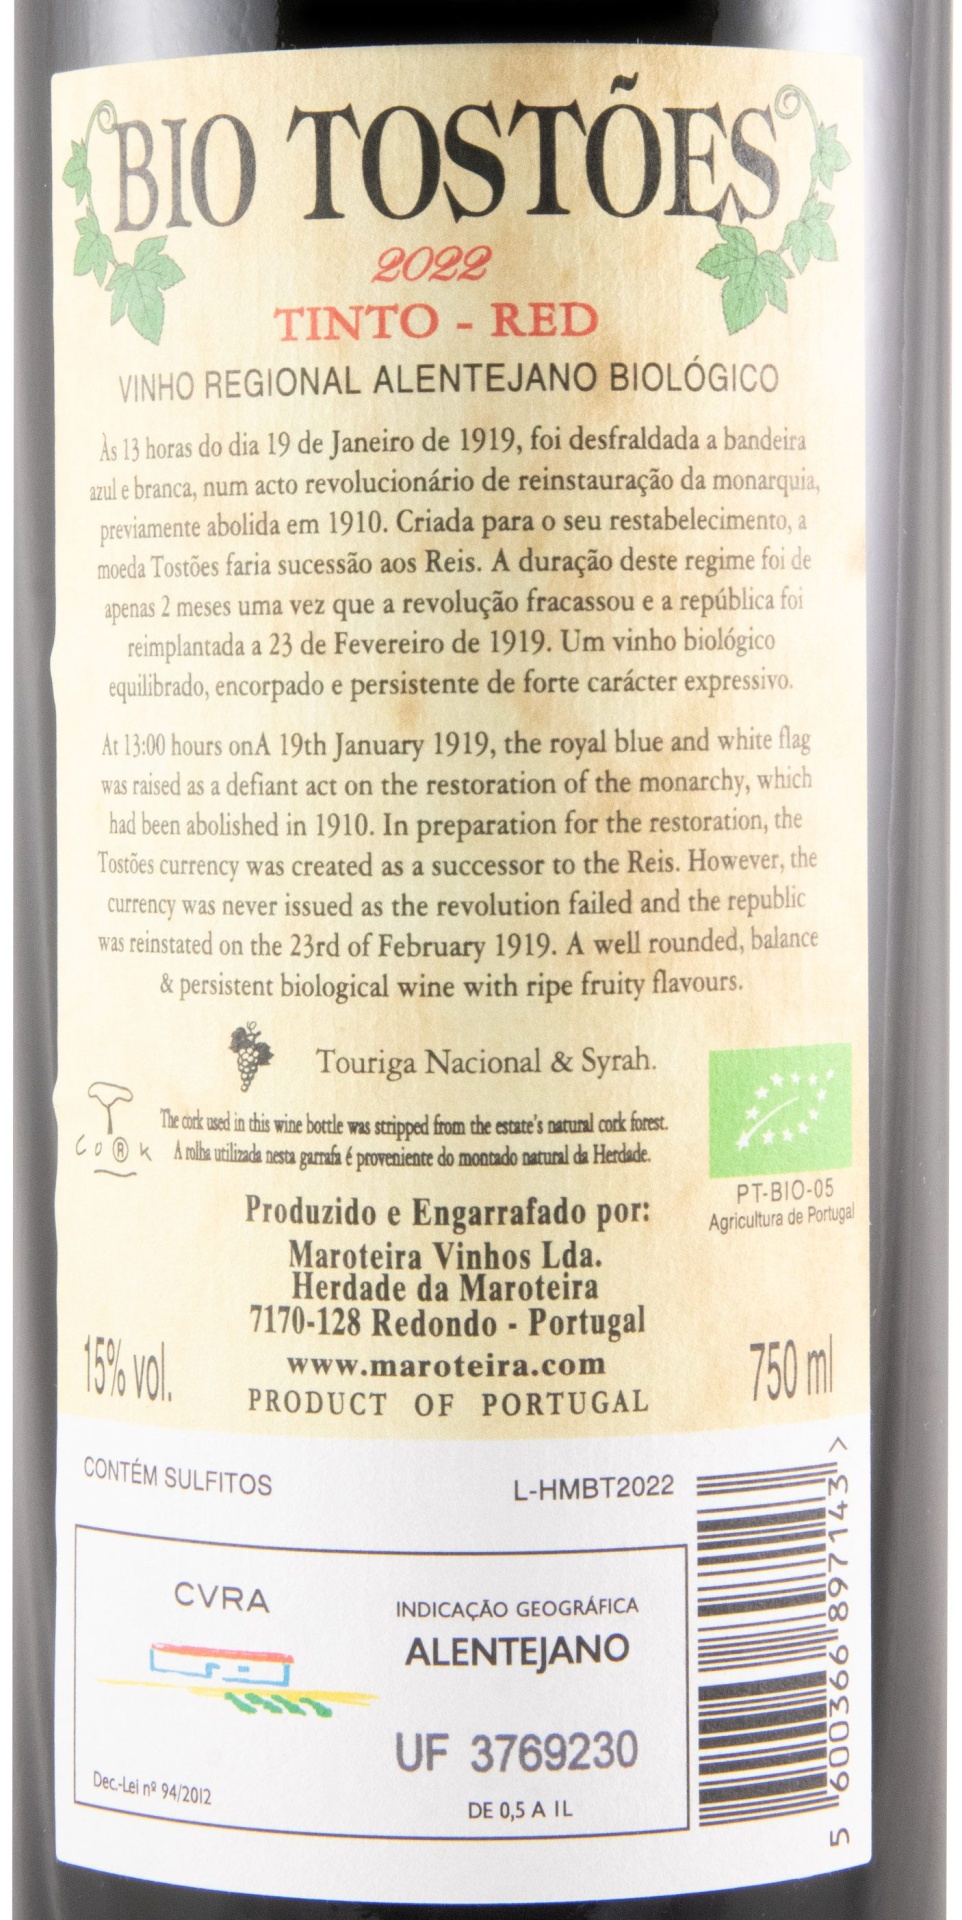 BIO TOSTÕES
2022
TINTO - RED
VINHO REGIONAL ALENTEJANO BIOLÓGICO
Às 13 horas do dia 19 de Janeiro de 1919, foi desfraldada a bandeira
azul e branca, num acto revolucionário de reinstauração da monarquia,
previamente abolida em 1910. Criada para o seu restabelecimento, a
moeda Tostões faria sucessão aos Reis. A duração deste regime foi de
apenas 2 meses uma vez que a revolução fracassou e a república foi
reimplantada a 23 de Fevereiro de 1919. Um vinho biológico
equilibrado, encorpado e persistente de forte carácter expressivo.
At 13:00 hours onA 19th January 1919, the royal blue and white flag
was raised as a defiant act on the restoration of the monarchy, which
had been abolished in 1910. In preparation for the restoration, the
Tostões currency was created as a successor to the Reis. However, the
currency was never issued as the revolution failed and the republic
was reinstated on the 23rd of February 1919. A well rounded, balance
& persistent biological wine with ripe fruity flavours.
Touriga Nacional & Syrah.
The cork used in this wine bottle was stripped from the estate's natural cork forest.
A rolha utilizada nesta garrafa é proveniente do montado natural da Herdade.
CO®K
PT-BIO-05
Agricultura de Portugal
Produzido e Engarrafado por:
Maroteira Vinhos Lda.
Herdade da Maroteira
7170-128 Redondo - Portugal
www.maroteira.com
PRODUCT OF PORTUGAL
15% vol.
750 ml
CONTÉM SULFITOS
L-HMBT2022
CVRA
INDICAÇÃO GEOGRÁFICA
ALENTEJANO
UF 3769230
Dec.-Lei nº 94/2012
DE 0,5 A 1L
5 600366 897143 >